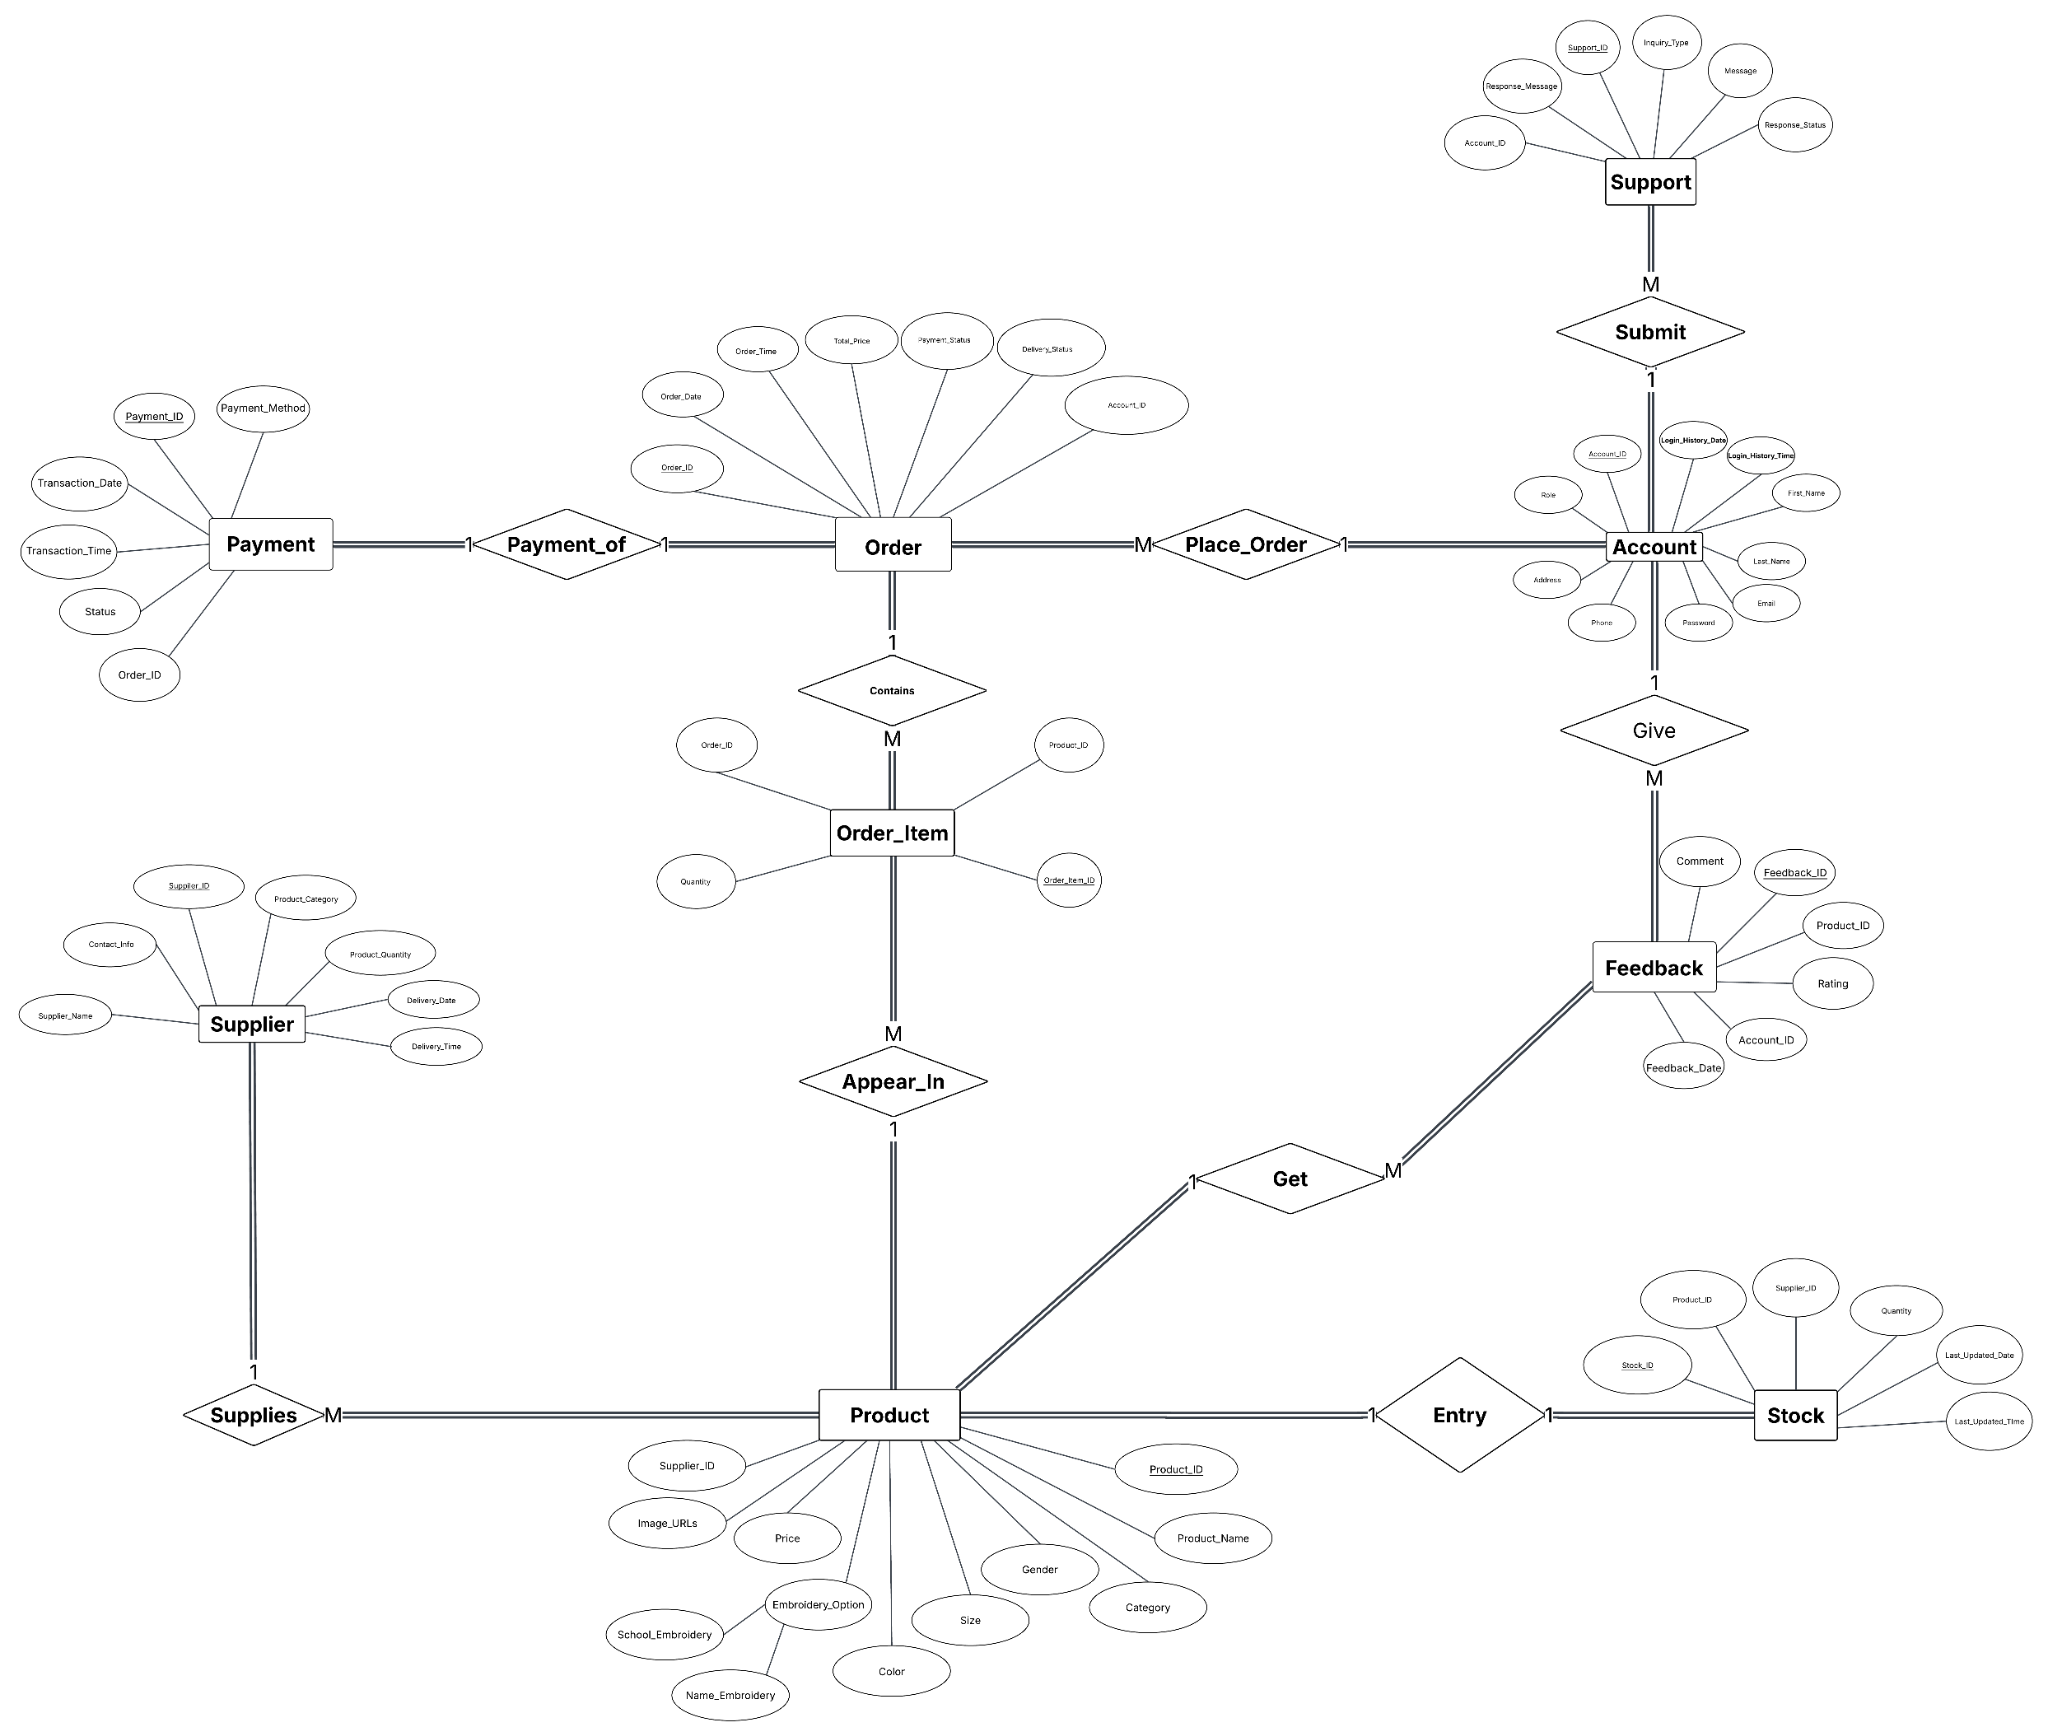 Support_ID
Inquiry_Type
Message
Response_Message
Response_Status
Account_ID
Support
M
Submit
1
Order_Time
Total_Price
Payment_Status
Delivery_Status
Order_Date
Account_ID
Order_ID
Payment_ID
Payment_Method
Transaction_Date
Transaction_Time
Status
Order_ID
Payment
1
Payment_of
1
Order
M
Place_Order
1
Account
Account_ID
Login_History_Date
Login_History_Time
Role
First_Name
Last_Name
Address
Email
Phone
Password
1
Contains
M
1
Give
M
Order_ID
Product_ID
Order_Item
Quantity
Order_Item_ID
Comment
Feedback_ID
Product_ID
Feedback
Rating
Account_ID
Feedback_Date
Supplier_ID
Product_Category
Contact_Info
Product_Quantity
Supplier_Name
Delivery_Date
Supplier
Delivery_Time
M
Appear_In
1
1
Get
M
Product_ID
Supplier_ID
Quantity
Stock_ID
Last_Updated_Date
Last_Updated_Time
1
Supplies
M
Product
1
Entry
1
Stock
Supplier_ID
Product_ID
Image_URLs
Price
Product_Name
Gender
Embroidery_Option
Category
School_Embroidery
Size
Color
Name_Embroidery